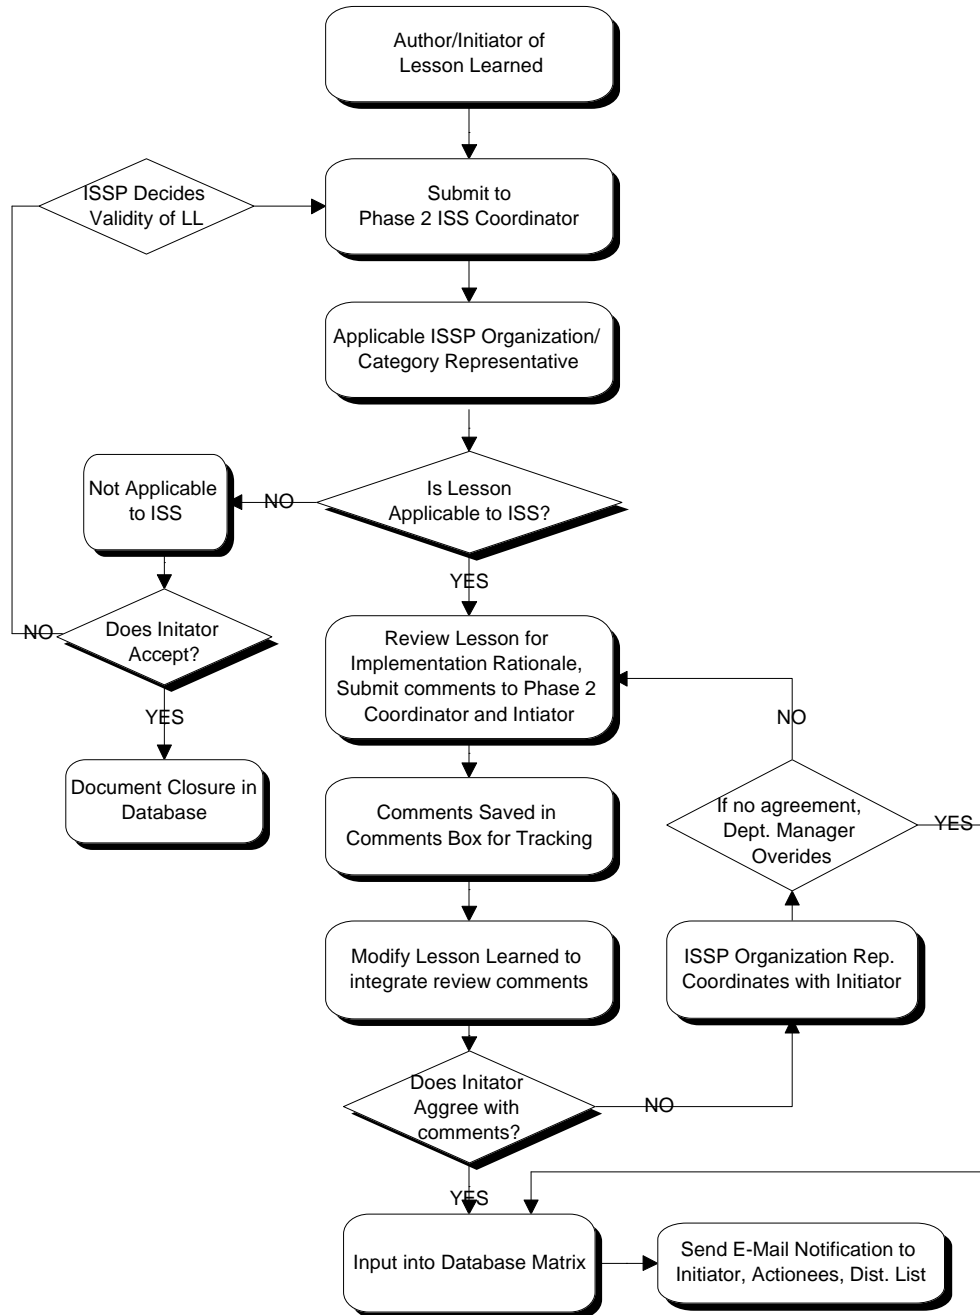 Author/Initiator of
Lesson Learned
ISSP Decides
Validity of LL
Submit to
Phase 2 ISS Coordinator
Applicable ISSP Organization/
Category Representative
Not Applicable
to ISS
NO
Is Lesson
Applicable to ISS?
YES
NO
Does Initator
Accept?
Review Lesson for
Implementation Rationale,
Submit comments to Phase 2
Coordinator and Intiator
YES
NO
Document Closure in
Database
Comments Saved in
Comments Box for Tracking
If no agreement,
Dept. Manager
Overides
YES
Modify Lesson Learned to
integrate review comments
ISSP Organization Rep.
Coordinates with Initiator
Does Initator
Aggree with
comments?
NO
YES
Input into Database Matrix
Send E-Mail Notification to
Initiator, Actionees, Dist. List